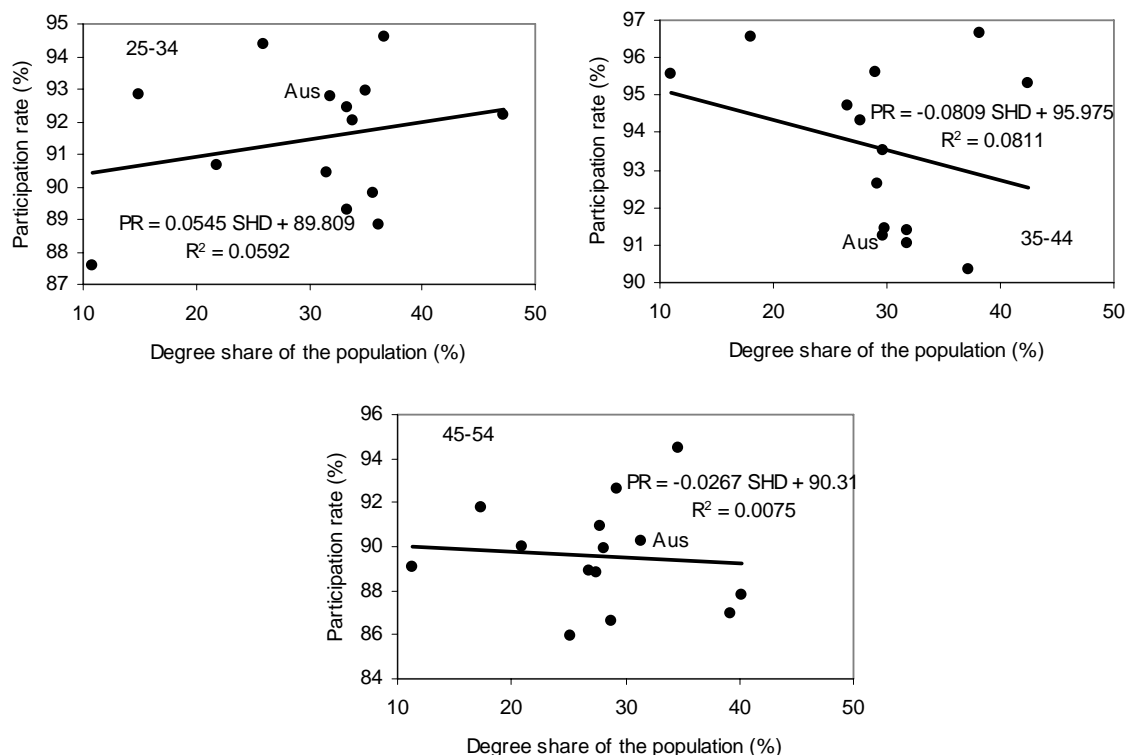 95
94
93
92
91
90
89
88
87
Participation rate (%)
25-34
Aus
PR = 0.0545 SHD + 89.809
R² = 0.0592
10 20 30 40 50
Degree share of the population (%)
97
96
95
94
93
92
91
90
Participation rate (%)
PR = -0.0809 SHD + 95.975
R² = 0.0811
Aus
35-44
10 20 30 40 50
Degree share of the population (%)
96
94
92
90
88
86
84
Participation rate (%)
45-54
PR = -0.0267 SHD + 90.31
R² = 0.0075
Aus
10 20 30 40 50
Degree share of the population (%)